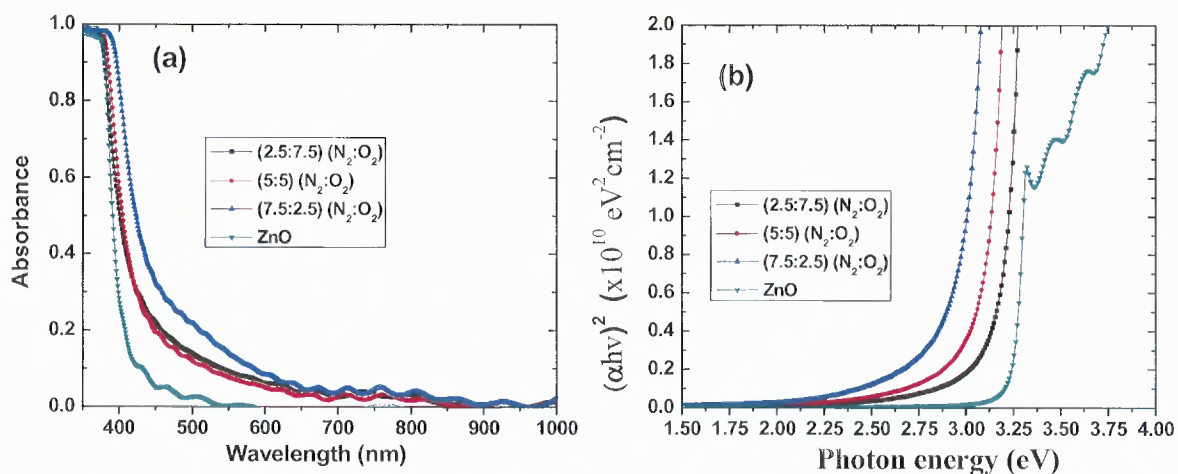 (a)
Absorbance
1.0
0.8
0.6
0.4
0.2
0.0
(2.5:7.5) (N₂:O₂)
(5:5) (N₂:O₂)
(7.5:2.5) (N₂:O₂)
ZnO
400 500 600 700 800 900 1000
Wavelength (nm)
(b)
(αhν)² (x10¹⁰ eV²cm⁻²)
2.0
1.8
1.6
1.4
1.2
1.0
0.8
0.6
0.4
0.2
0.0
(2.5:7.5) (N₂:O₂)
(5:5) (N₂:O₂)
(7.5:2.5) (N₂:O₂)
ZnO
1.50 1.75 2.00 2.25 2.50 2.75 3.00 3.25 3.50 3.75 4.00
Photon energy (eV)